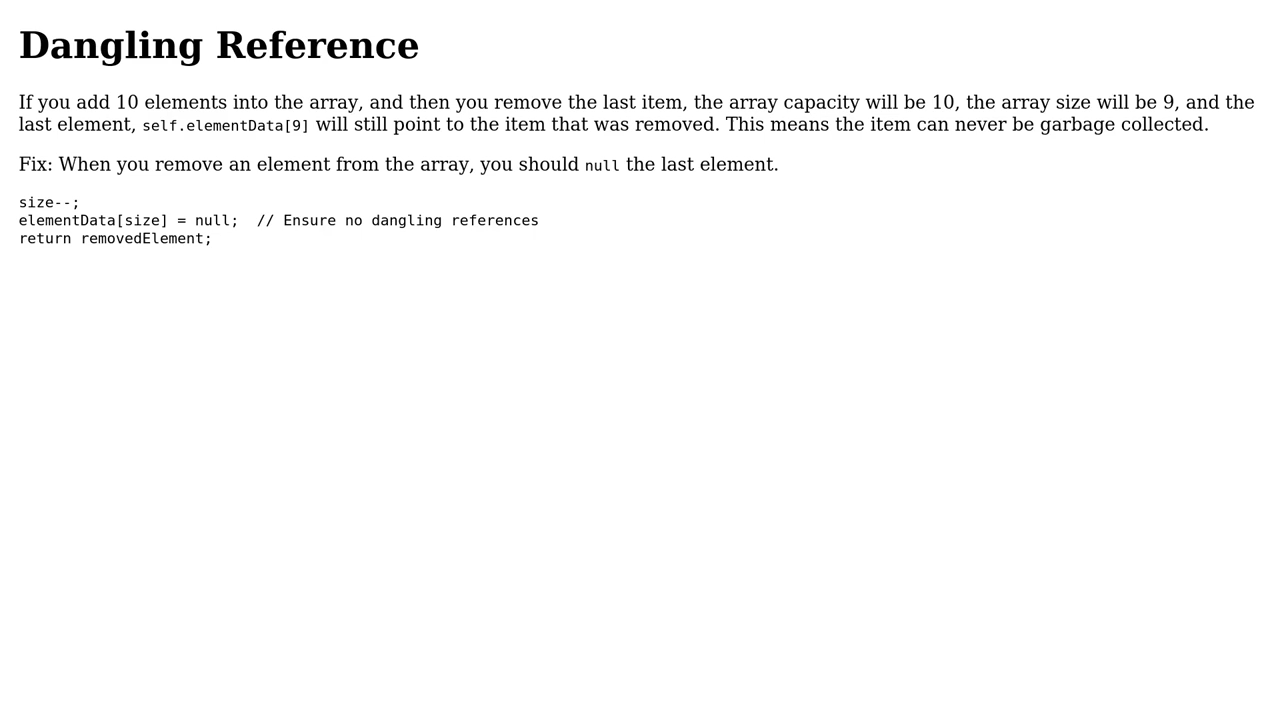 Dangling Reference
If you add 10 elements into the array, and then you remove the last item, the array capacity will be 10, the array size will be 9, and the
last element, self.elementData[9] will still point to the item that was removed. This means the item can never be garbage collected.
Fix: When you remove an element from the array, you should null the last element.
size--;
elementData[size] = null;  // Ensure no dangling references
return removedElement;